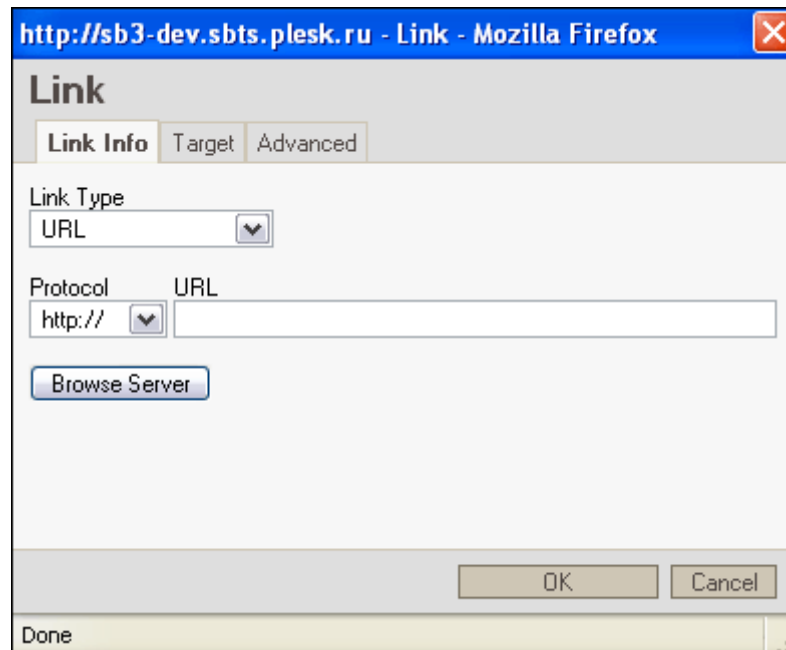 http://sb3-dev.sbts.plesk.ru - Link - Mozilla Firefox
Link
Link Info Target Advanced
Link Type
URL
Protocol URL
http://
Browse Server
OK Cancel
Done